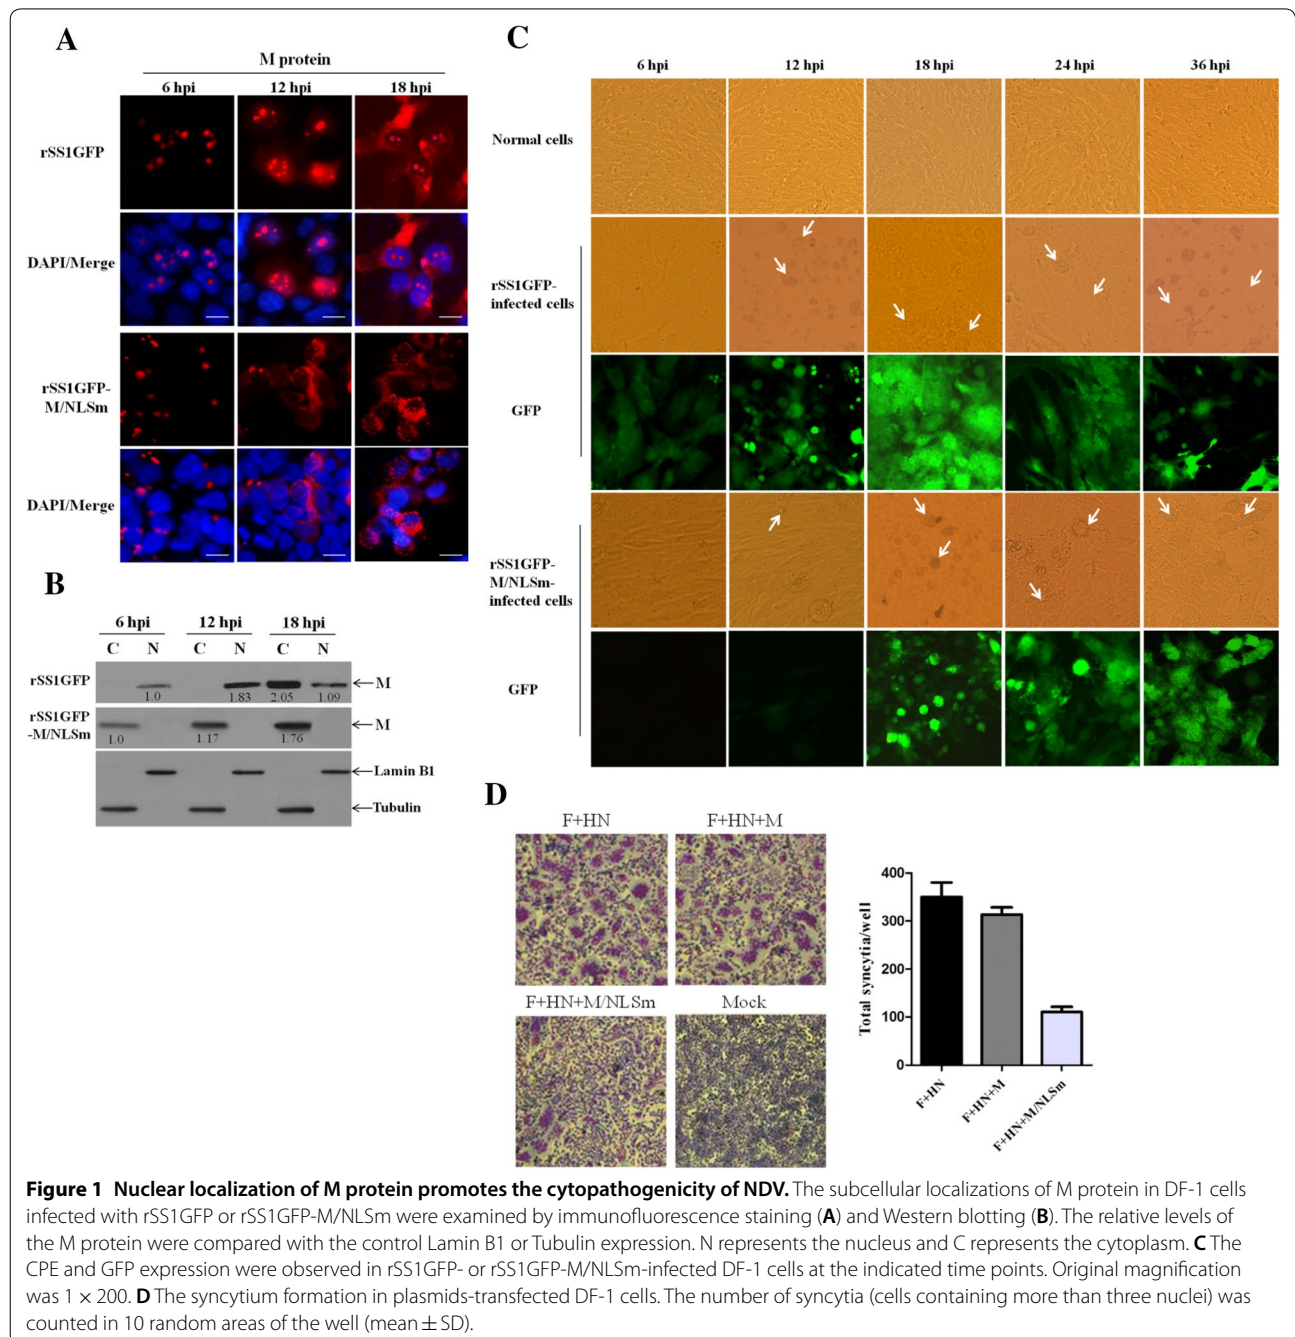 A
M protein
6 hpi 12 hpi 18 hpi
rSS1GFP
DAPI/Merge
rSS1GFP-
M/NLSm
DAPI/Merge
B
6 hpi 12 hpi 18 hpi
C N C N C N
rSS1GFP
M
1.0 1.83 2.05 1.09
rSS1GFP
-M/NLSm
M
1.0 1.17 1.76
Lamin B1
Tubulin
C
6 hpi 12 hpi 18 hpi 24 hpi 36 hpi
Normal cells
rSS1GFP-
infected cells
GFP
rSS1GFP-
M/NLSm-
infected cells
GFP
D
F+HN F+HN+M
F+HN+M/NLSm Mock
Total syncytia/well
400
300
200
100
0
F+HN
F+HN+M
F+HN+M/NLSm
Figure 1 Nuclear localization of M protein promotes the cytopathogenicity of NDV. The subcellular localizations of M protein in DF-1 cells
infected with rSS1GFP or rSS1GFP-M/NLSm were examined by immunofluorescence staining (A) and Western blotting (B). The relative levels of
the M protein were compared with the control Lamin B1 or Tubulin expression. N represents the nucleus and C represents the cytoplasm. C The
CPE and GFP expression were observed in rSS1GFP- or rSS1GFP-M/NLSm-infected DF-1 cells at the indicated time points. Original magnification
was 1 × 200. D The syncytium formation in plasmids-transfected DF-1 cells. The number of syncytia (cells containing more than three nuclei) was
counted in 10 random areas of the well (mean ± SD).